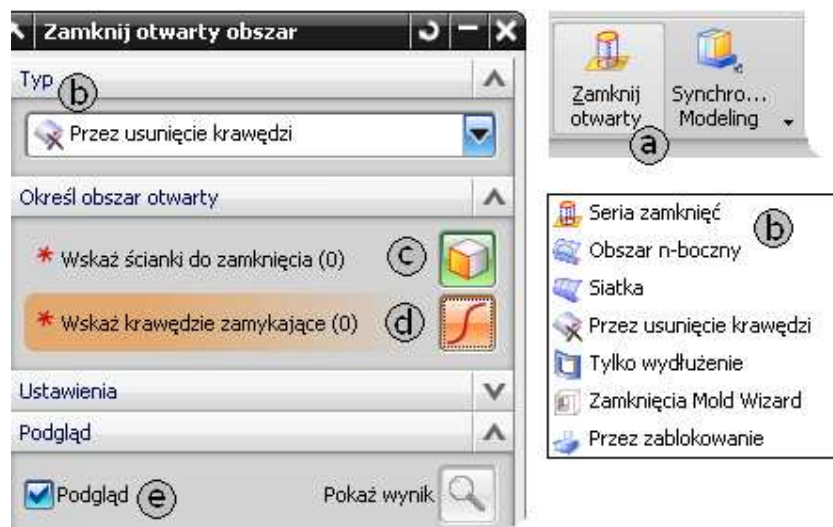 Zamknij otwarty obszar
Typ b
Przez usunięcie krawędzi
Określ obszar otwarty
* Wskaż ścianki do zamknięcia (0) c
* Wskaż krawędzie zamykające (0) d
Ustawienia
Podgląd
Podgląd e Pokaż wynik
Zamknij
otwarty
a
Synchro...
Modeling
Seria zamknięć b
Obszar n-boczny
Siatka
Przez usunięcie krawędzi
Tylko wydłużenie
Zamknięcia Mold Wizard
Przez zablokowanie